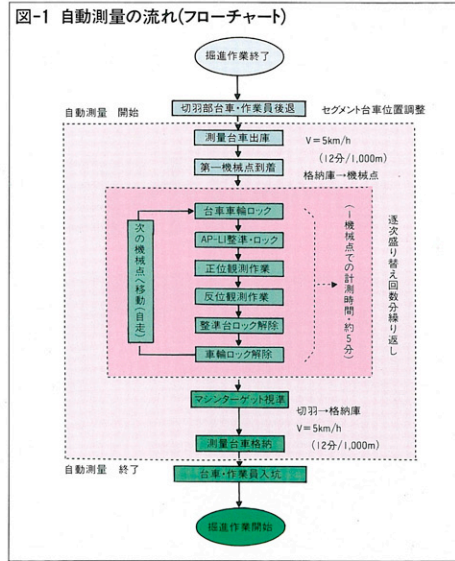 図-1 自動測量の流れ(フローチャート)
掘進作業終了
切羽部台車・作業員後退
セグメント台車位置調整
自動測量 開始
測量台車出庫
V=5km/h
(12分/1,000m)
第一機械点到着
格納庫→機械点
台車車輪ロック
AP-LI整準・ロック
正位観測作業
反位観測作業
整準台ロック解除
車輪ロック解除
次の機械点へ移動(自走)
(一機械点での計測時間・約5分)
逐次盛り替え回数分繰り返し
マシンターゲット視準
切羽→格納庫
V=5km/h
測量台車格納
(12分/1,000m)
自動測量 終了
台車・作業員入坑
掘進作業開始